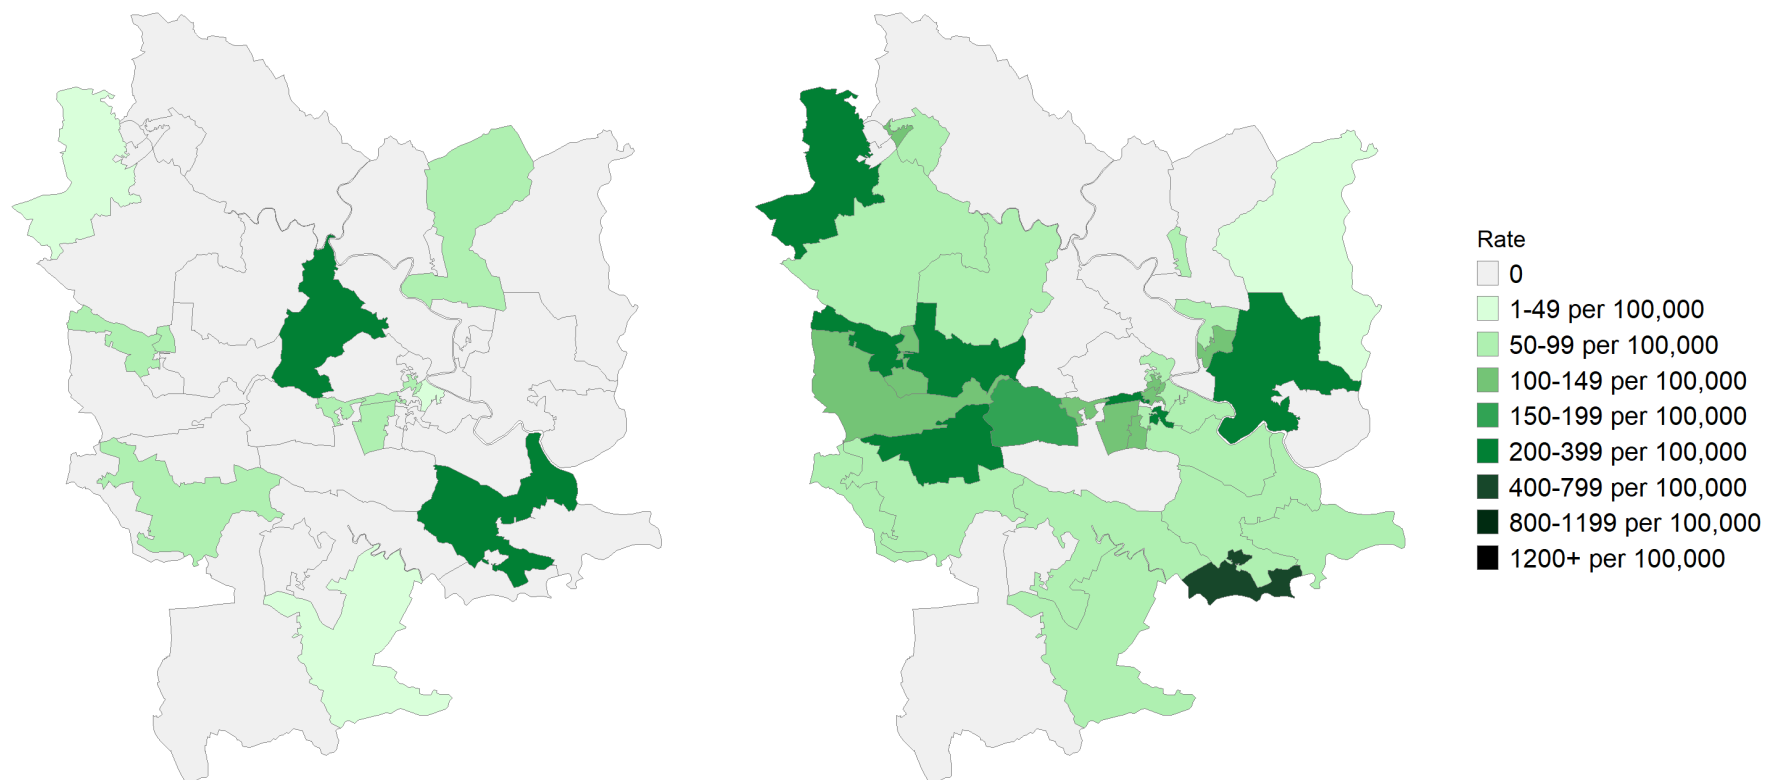 Rate
0
1-49 per 100,000
50-99 per 100,000
100-149 per 100,000
150-199 per 100,000
200-399 per 100,000
400-799 per 100,000
800-1199 per 100,000
1200+ per 100,000